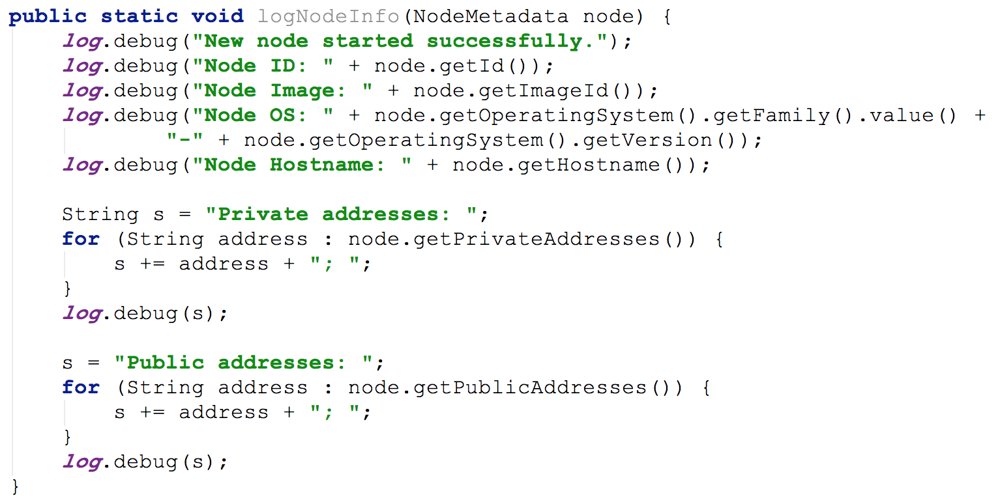 public static void logNodeInfo(NodeMetadata node) {
    log.debug("New node started successfully.");
    log.debug("Node ID: " + node.getId());
    log.debug("Node Image: " + node.getImageId());
    log.debug("Node OS: " + node.getOperatingSystem().getFamily().value() +
            "-" + node.getOperatingSystem().getVersion());
    log.debug("Node Hostname: " + node.getHostname());

    String s = "Private addresses: ";
    for (String address : node.getPrivateAddresses()) {
        s += address + "; ";
    }
    log.debug(s);

    s = "Public addresses: ";
    for (String address : node.getPublicAddresses()) {
        s += address + "; ";
    }
    log.debug(s);
}